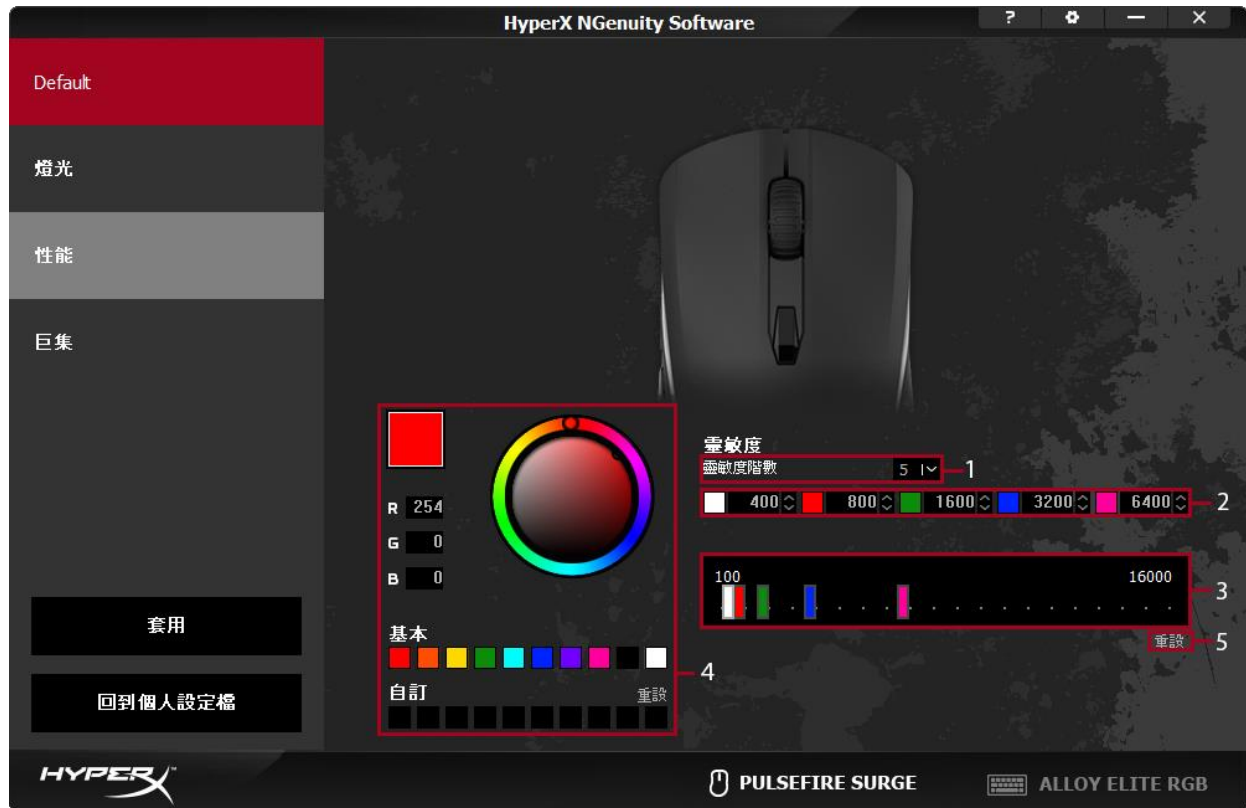 HyperX NGenuity Software
?
Default
燈光
性能
巨集
套用
回到個人設定檔
R 254
G 0
B 0
基本
自訂 重設
4
靈敏度
靈敏度階數 5 1
400 800 1600 3200 6400 2
100 16000
3
重設 5
HYPERX™
PULSEFIRE SURGE
ALLOY ELITE RGB